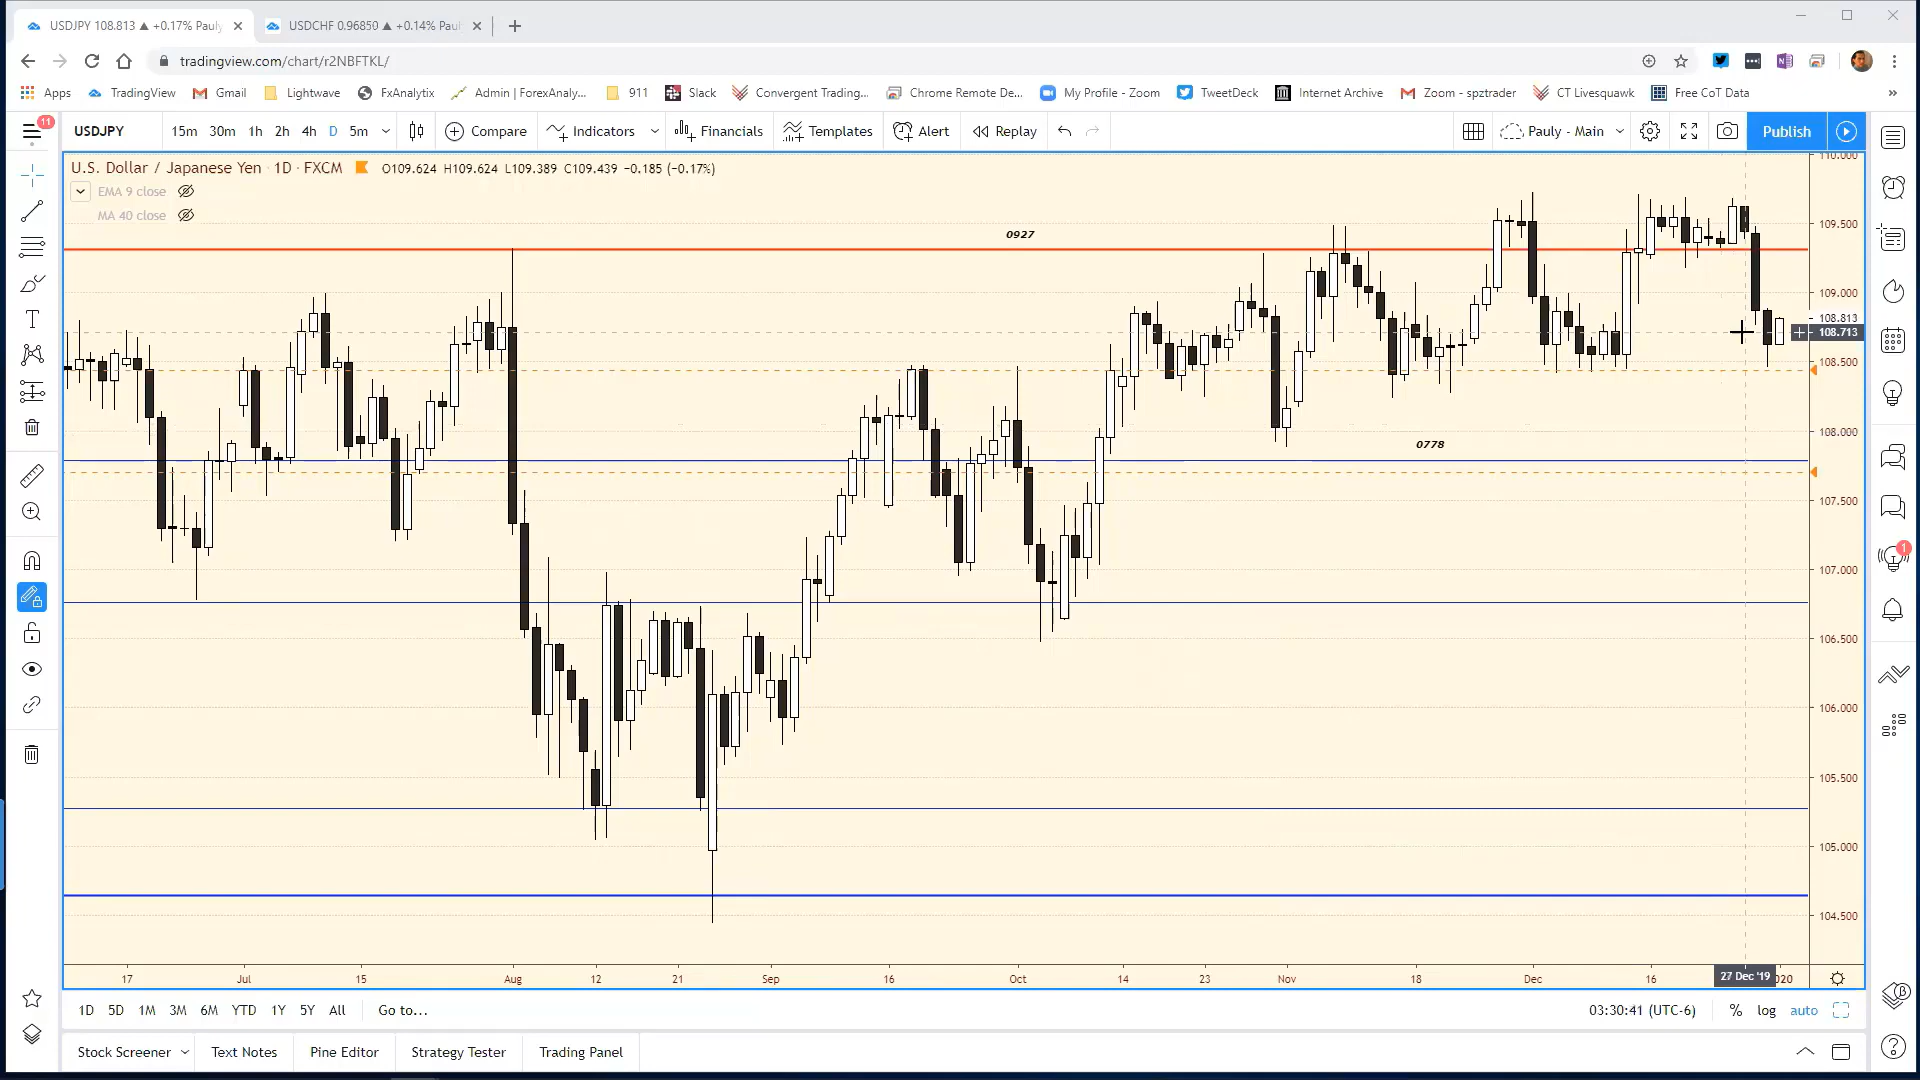 USDJPY 108.813 ▲ +0.17% Pauly
USDCHF 0.96850 ▲ +0.14% Paul
tradingview.com/chart/r2NBFTKL/
Apps TradingView Gmail Lightwave FxAnalytix Admin | ForexAnaly... 911 Slack Convergent Trading... Chrome Remote De... My Profile - Zoom TweetDeck Internet Archive Zoom - spztrader CT Livesquawk Free CoT Data »
11
USDJPY 15m 30m 1h 2h 4h D 5m Compare Indicators Financials Templates Alert Replay Pauly - Main Publish
U.S. Dollar / Japanese Yen · 1D · FXCM O109.624 H109.624 L109.389 C109.439 −0.185 (−0.17%)
EMA 9 close
MA 40 close
110.000
109.500
0927
109.000
108.813
108.713
108.500
108.000
0778
107.500
107.000
1
106.500
106.000
105.500
105.000
104.500
17 Jul 15 Aug 12 21 Sep 16 Oct 14 23 Nov 18 Dec 16 27 Dec '19 020
1D 5D 1M 3M 6M YTD 1Y 5Y All Go to... 03:30:41 (UTC-6) % log auto
Stock Screener Text Notes Pine Editor Strategy Tester Trading Panel